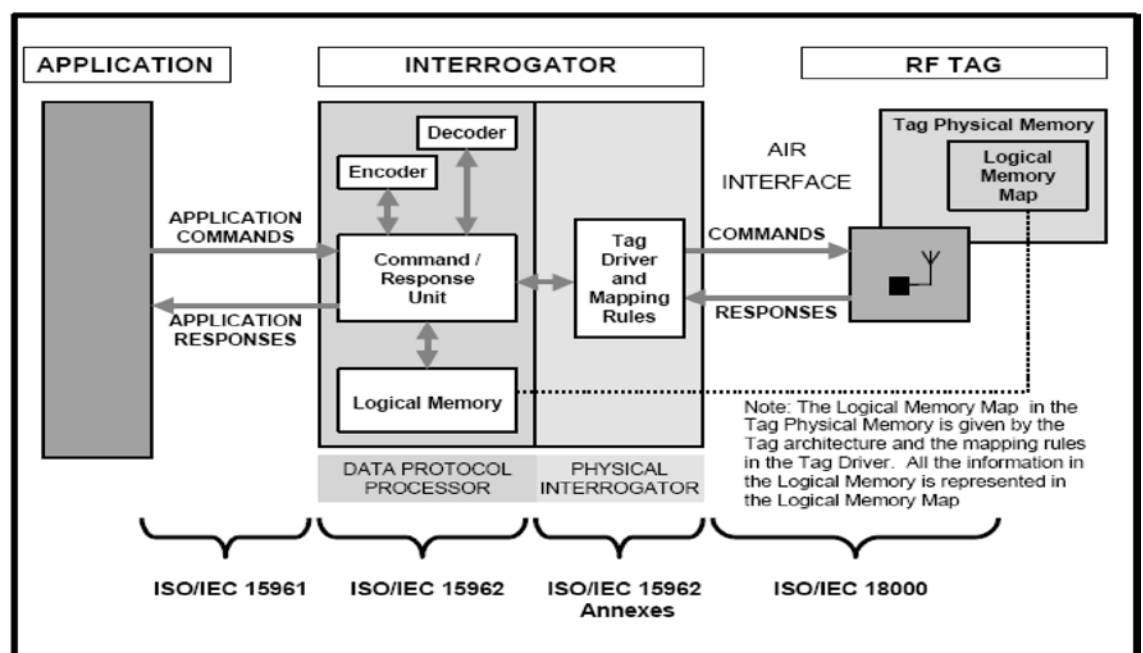 APPLICATION
INTERROGATOR
RF TAG
Decoder
Encoder
Tag Physical Memory
Logical
Memory
Map
AIR
INTERFACE
APPLICATION
COMMANDS
Command /
Response
Unit
Tag
Driver
and
Mapping
Rules
COMMANDS
APPLICATION
RESPONSES
RESPONSES
Logical Memory
Note: The Logical Memory Map in the
Tag Physical Memory is given by the
Tag architecture and the mapping rules
in the Tag Driver. All the information in
the Logical Memory is represented in
the Logical Memory Map
DATA PROTOCOL
PROCESSOR
PHYSICAL
INTERROGATOR
ISO/IEC 15961
ISO/IEC 15962
ISO/IEC 15962
Annexes
ISO/IEC 18000